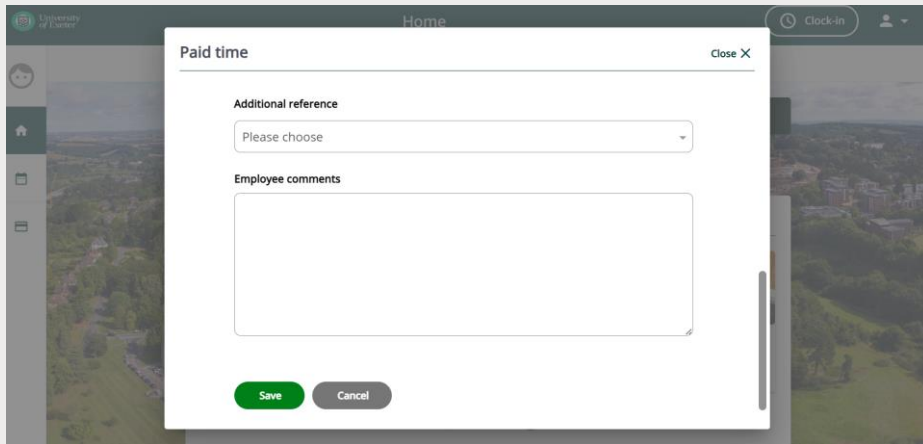 University
of Exeter
Home
Clock-in
Paid time
Close
Additional reference
Please choose
Employee comments
Save
Cancel